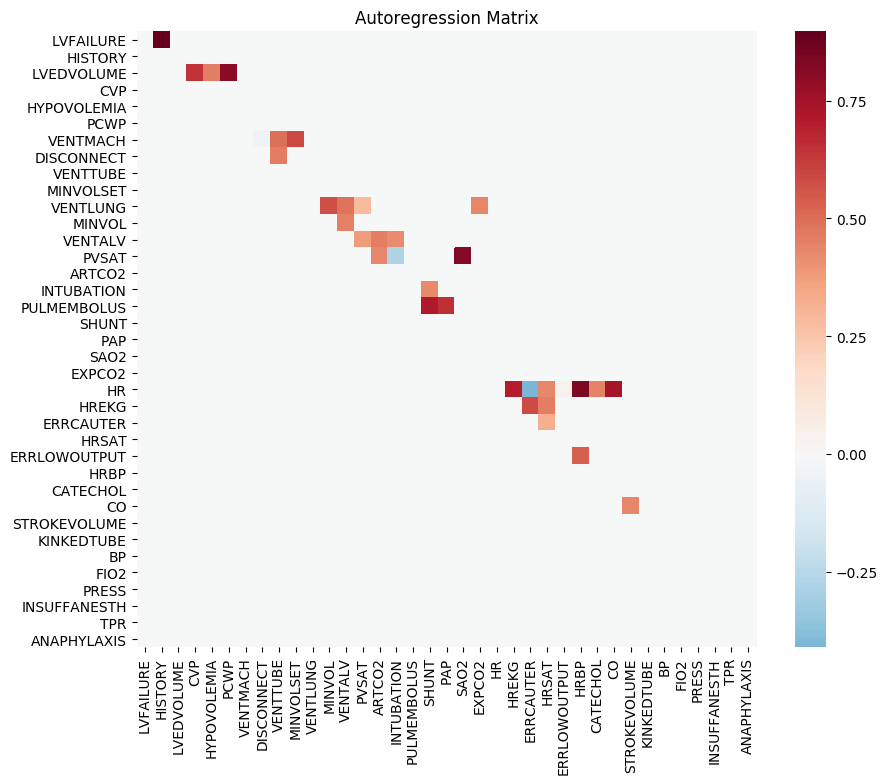 Autoregression Matrix
LVFAILURE
HISTORY
LVEDVOLUME
CVP
HYPOVOLEMIA
PCWP
VENTMACH
DISCONNECT
VENTTUBE
MINVOLSET
VENTLUNG
MINVOL
VENTALV
PVSAT
ARTCO2
INTUBATION
PULMEMBOLUS
SHUNT
PAP
SAO2
EXPCO2
HR
HREKG
ERRCAUTER
HRSAT
ERRLOWOUTPUT
HRBP
CATECHOL
CO
STROKEVOLUME
KINKEDTUBE
BP
FIO2
PRESS
INSUFFANESTH
TPR
ANAPHYLAXIS
LVFAILURE
HISTORY
LVEDVOLUME
CVP
HYPOVOLEMIA
PCWP
VENTMACH
DISCONNECT
VENTTUBE
MINVOLSET
VENTLUNG
MINVOL
VENTALV
PVSAT
ARTCO2
INTUBATION
PULMEMBOLUS
SHUNT
PAP
SAO2
EXPCO2
HR
HREKG
ERRCAUTER
HRSAT
ERRLOWOUTPUT
HRBP
CATECHOL
CO
STROKEVOLUME
KINKEDTUBE
BP
FIO2
PRESS
INSUFFANESTH
TPR
ANAPHYLAXIS
0.75
0.50
0.25
0.00
−0.25